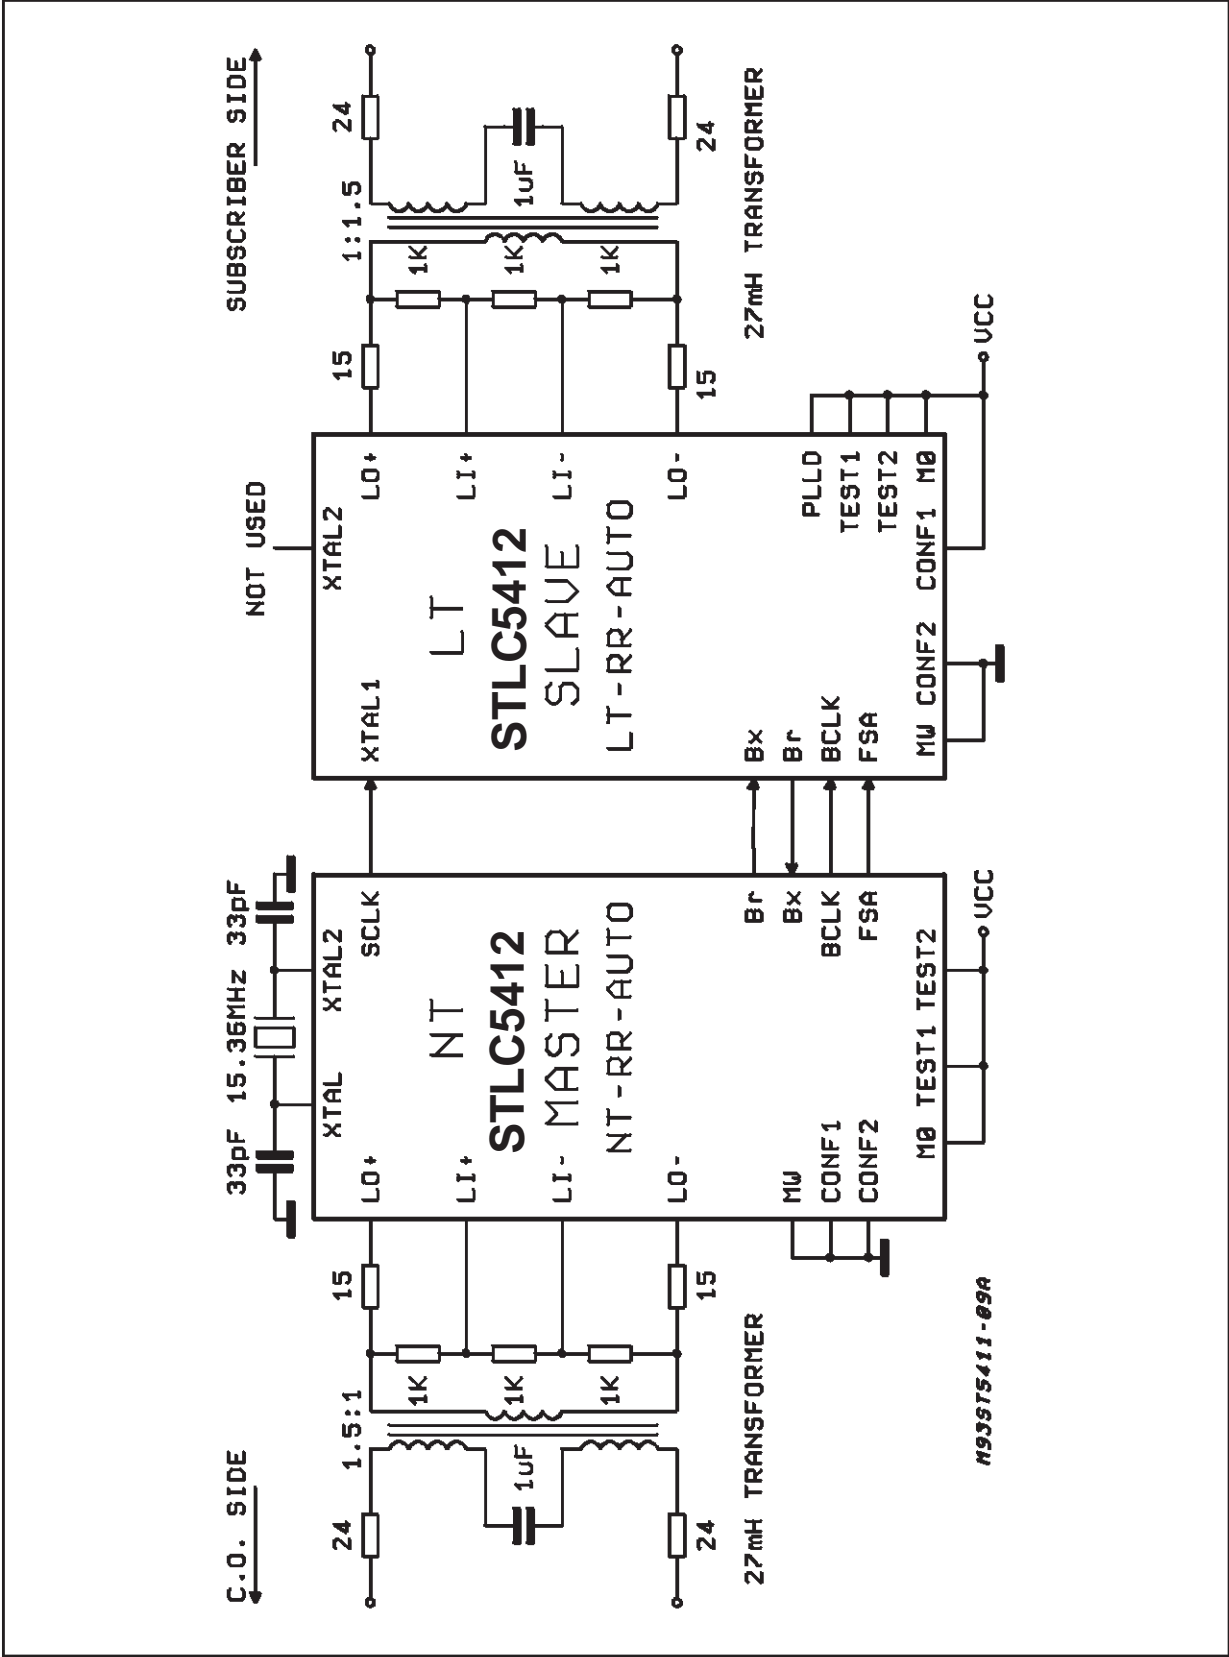 C.O. SIDE
SUBSCRIBER SIDE
33pF 15.36MHz 33pF
NOT USED
24
1.5:1
15
1K
1K
1K
1uF
24
15
27mH TRANSFORMER
XTAL
XTAL2
LO+
LI+
LI-
LO-
SCLK
NT
STLC5412
MASTER
NT-RR-AUTO
MW
CONF1
CONF2
Br
Bx
BCLK
FSA
M0 TEST1 TEST2
VCC
XTAL1
XTAL2
LO+
LI+
LI-
LO-
LT
STLC5412
SLAVE
LT-RR-AUTO
Bx
Br
BCLK
FSA
PLLD
TEST1
TEST2
MW CONF2 CONF1 M0
VCC
15
1:1.5
24
1K
1K
1K
1uF
15
24
27mH TRANSFORMER
M93ST5411-09A